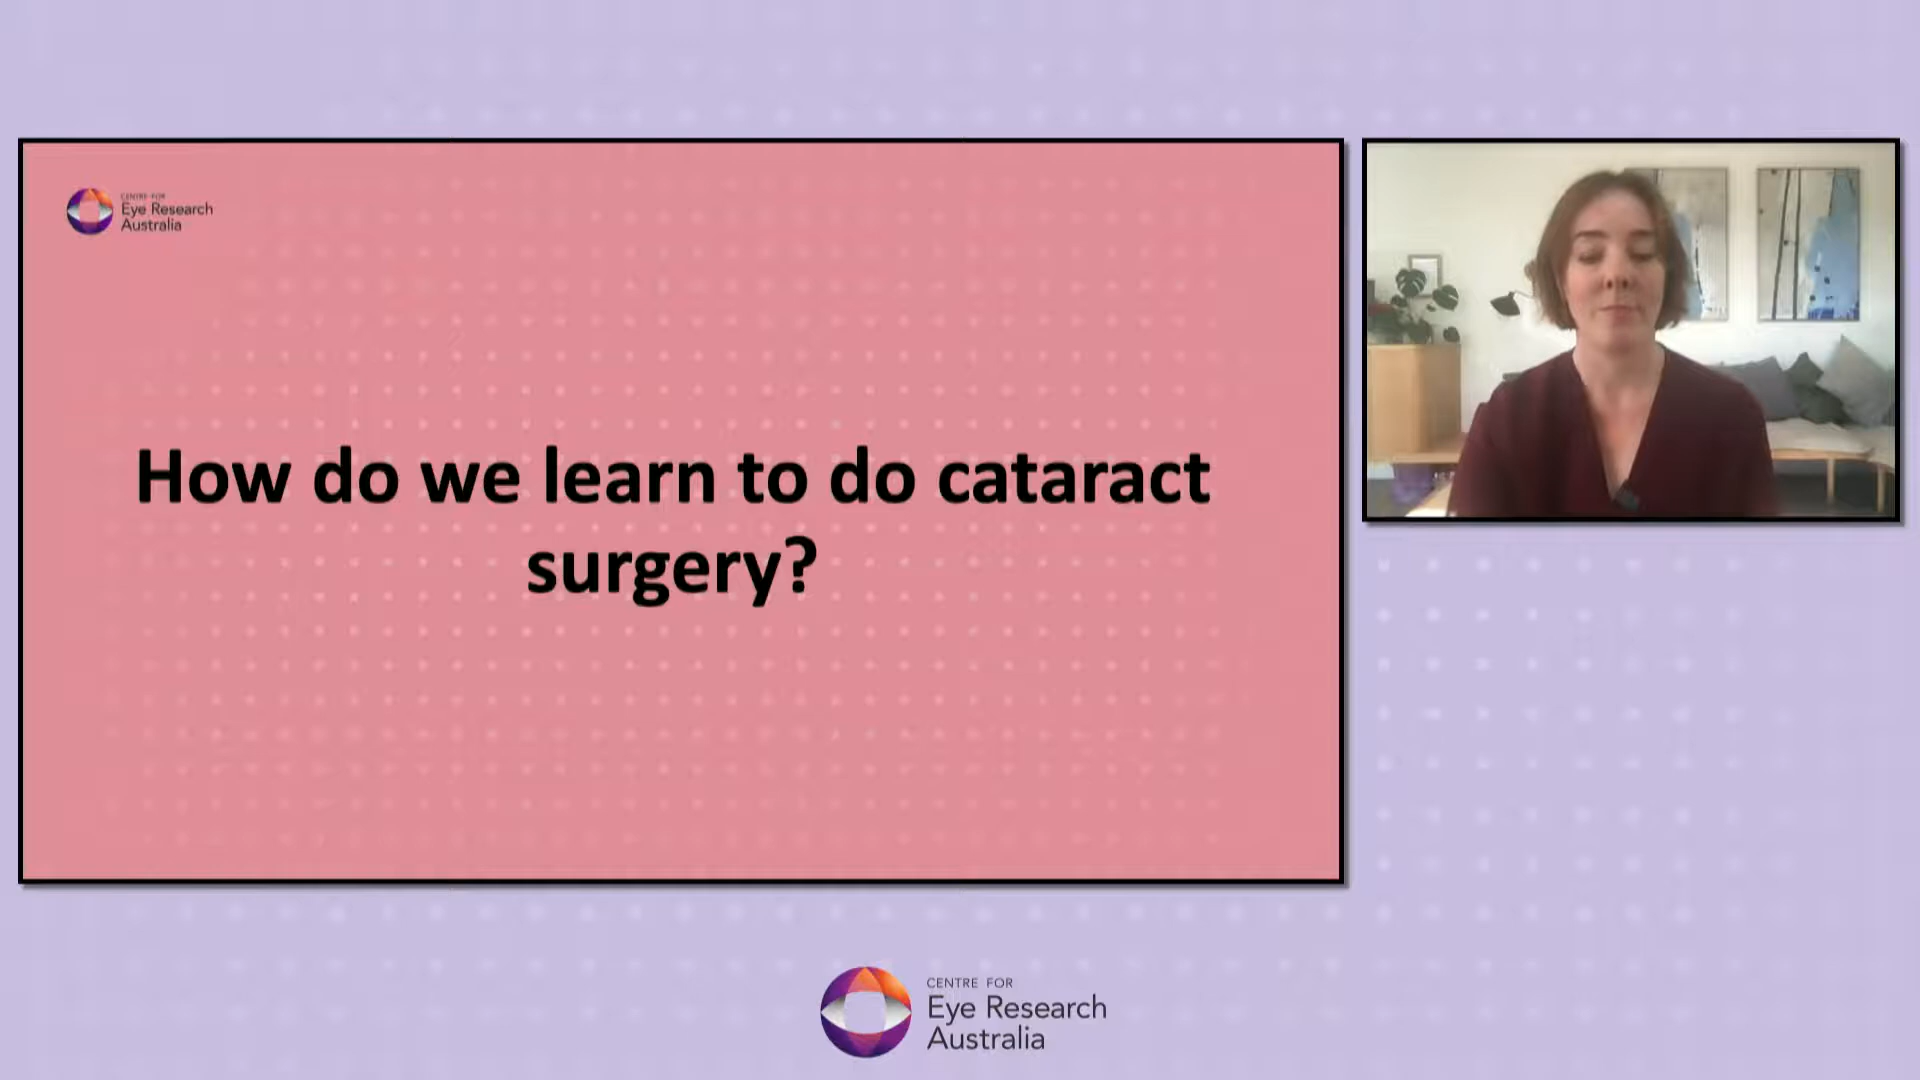 CENTRE FOR
Eye Research
Australia
How do we learn to do cataract
surgery?
CENTRE FOR
Eye Research
Australia